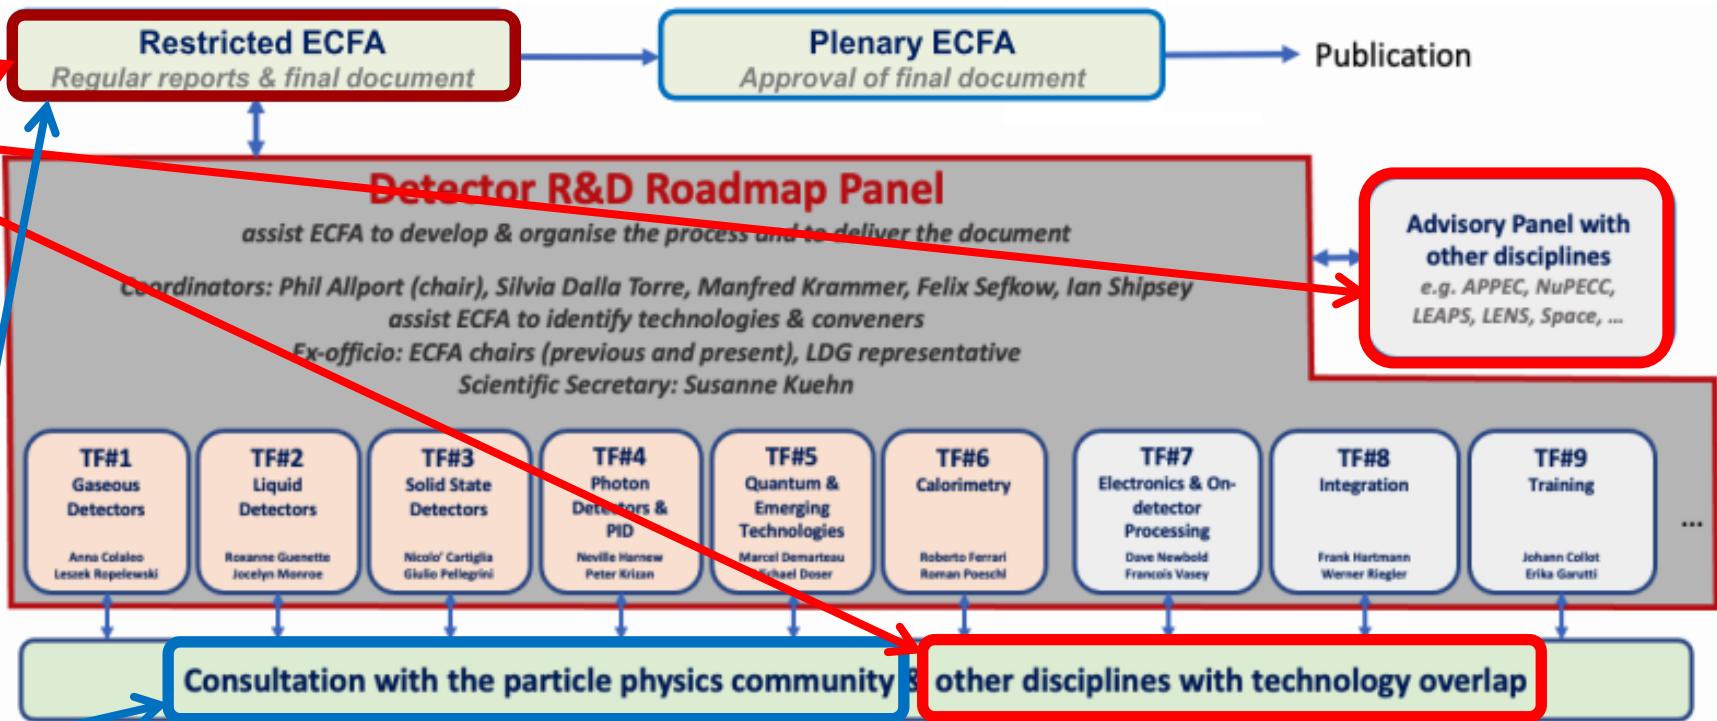 Restricted ECFA
Regular reports & final document
Plenary ECFA
Approval of final document
Publication
Detector R&D Roadmap Panel
assist ECFA to develop & organise the process and to deliver the document
Coordinators: Phil Allport (chair), Silvia Dalla Torre, Manfred Krammer, Felix Sefkow, Ian Shipsey
assist ECFA to identify technologies & conveners
Ex-officio: ECFA chairs (previous and present), LDG representative
Scientific Secretary: Susanne Kuehn
Advisory Panel with
other disciplines
e.g. APPEC, NuPECC,
LEAPS, LENS, Space, ...
TF#1
Gaseous
Detectors
Anna Colaleo
Leszek Ropelewski
TF#2
Liquid
Detectors
Roxanne Guenette
Jocelyn Monroe
TF#3
Solid State
Detectors
Nicolo' Cartiglia
Giulio Pellegrini
TF#4
Photon
Detectors &
PID
Neville Harnew
Peter Krizan
TF#5
Quantum &
Emerging
Technologies
Marcel Demarteau
Michael Doser
TF#6
Calorimetry
Roberto Ferrari
Roman Poeschl
TF#7
Electronics & On-
detector
Processing
Dave Newbold
Francois Vasey
TF#8
Integration
Frank Hartmann
Werner Riegler
TF#9
Training
Johann Collot
Erika Garutti
...
Consultation with the particle physics community & other disciplines with technology overlap